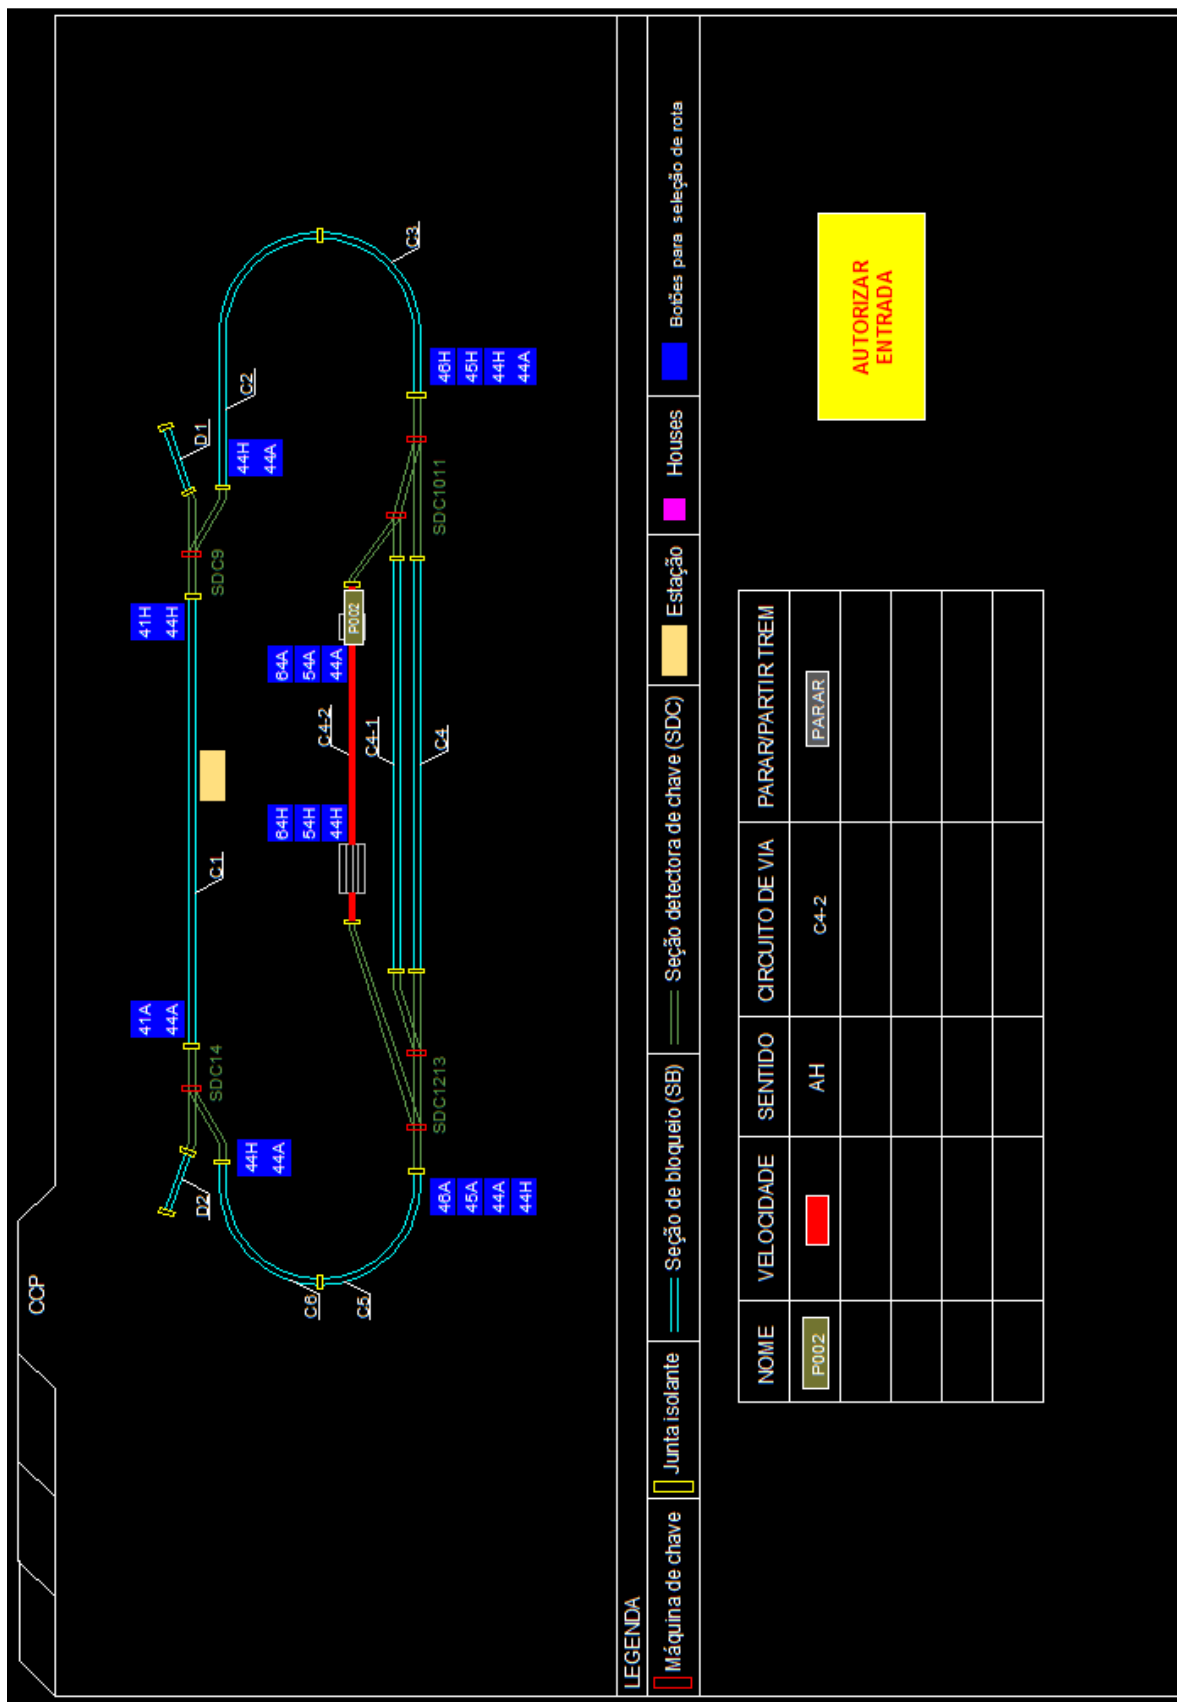 CCP
D2
41A
44A
C1
41H
44H
D1
SDC14
SDC9
44H
44A
44H
44A
C2
C6
C5
64H
54H
44H
C4-2
64A
54A
44A
P002
C4-1
C4
C3
SDC1213
SDC1011
46A
45A
44A
44H
46H
45H
44H
44A
LEGENDA
Máquina de chave
Junta isolante
Seção de bloqueio (SB)
Seção detectora de chave (SDC)
Estação
Houses
Botões para seleção de rota
NOME VELOCIDADE SENTIDO CIRCUITO DE VIA PARAR/PARTIR TREM
P002 AH C4-2 PARAR
AUTORIZAR
ENTRADA